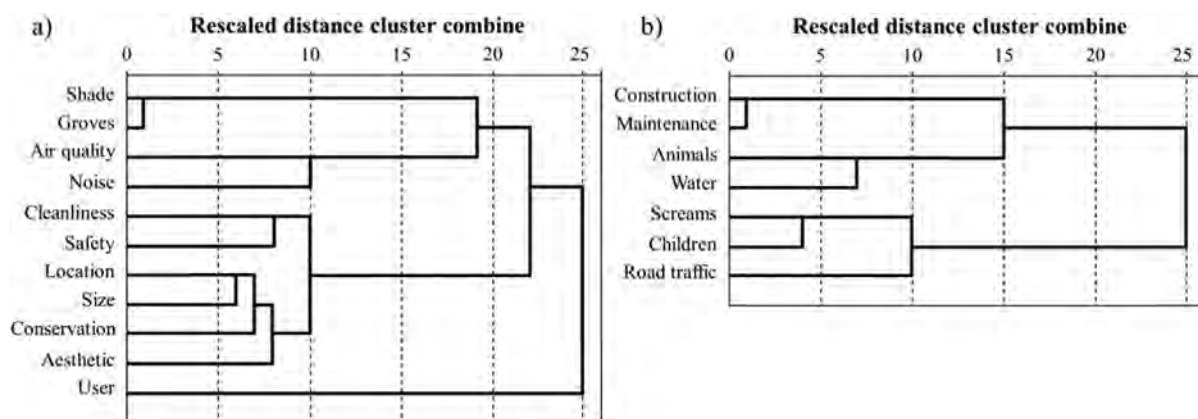 a)
Rescaled distance cluster combine
0 5 10 15 20 25
Shade
Groves
Air quality
Noise
Cleanliness
Safety
Location
Size
Conservation
Aesthetic
User
b)
Rescaled distance cluster combine
0 5 10 15 20 25
Construction
Maintenance
Animals
Water
Screams
Children
Road traffic